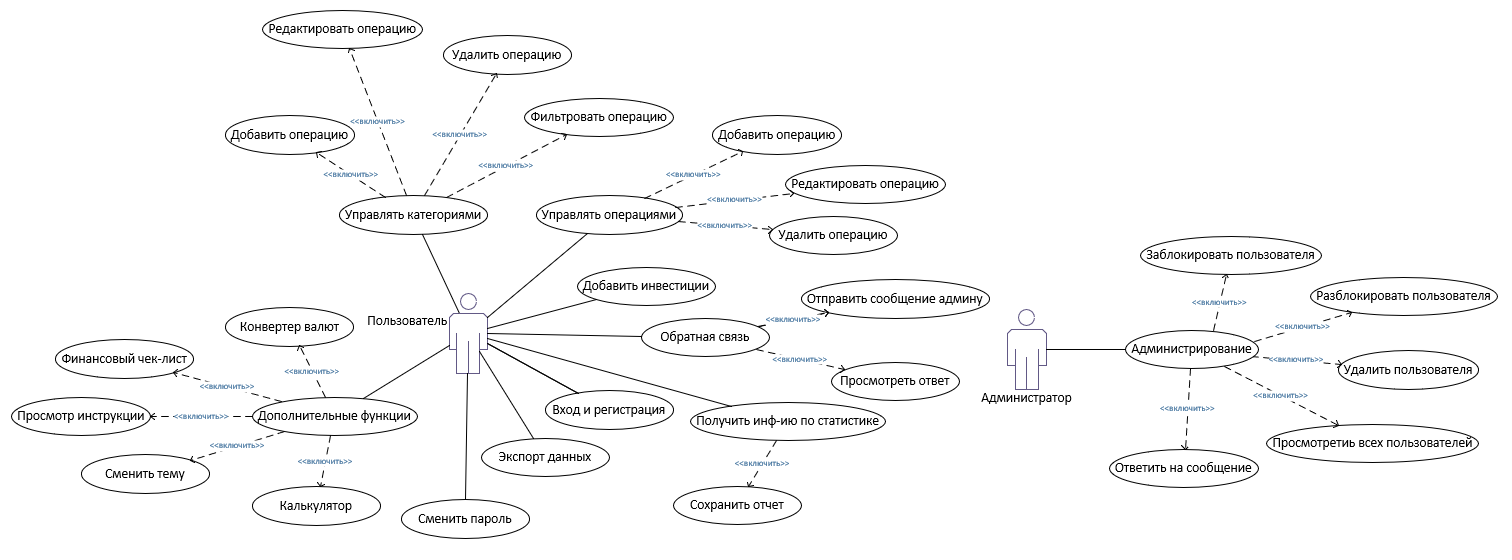 Редактировать операцию
Удалить операцию
<<включить>>
<<включить>>
Фильтровать операцию
Добавить операцию
<<включить>>
<<включить>>
Управлять категориями
Добавить операцию
<<включить>>
Редактировать операцию
<<включить>>
Управлять операциями
<<включить>>
Удалить операцию
Добавить инвестиции
Отправить сообщение админу
<<включить>>
Обратная связь
<<включить>>
Просмотреть ответ
Пользователь
Конвертер валют
Финансовый чек-лист
<<включить>>
<<включить>>
Просмотр инструкции
<<включить>>
Дополнительные функции
<<включить>>
Сменить тему
<<включить>>
Калькулятор
Вход и регистрация
Получить инф-ию по статистике
Экспорт данных
<<включить>>
Сменить пароль
Сохранить отчет
Заблокировать пользователя
<<включить>>
Разблокировать пользователя
<<включить>>
Администрирование
<<включить>>
Удалить пользователя
Администратор
<<включить>>
<<включить>>
Просмотретиь всех пользователей
Ответить на сообщение